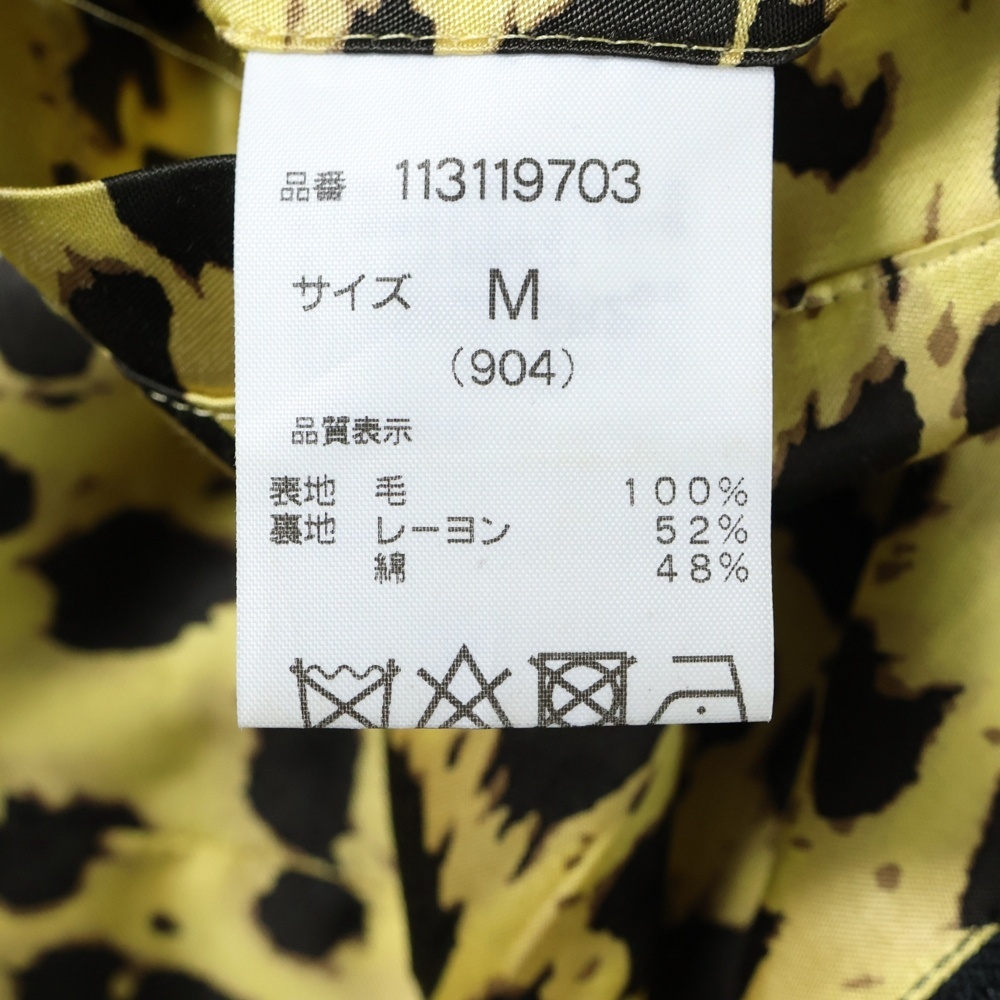 品番 113119703
サイズ M
(904)
品質表示
表地 毛 100%
裏地 レーヨン 52%
綿 48%